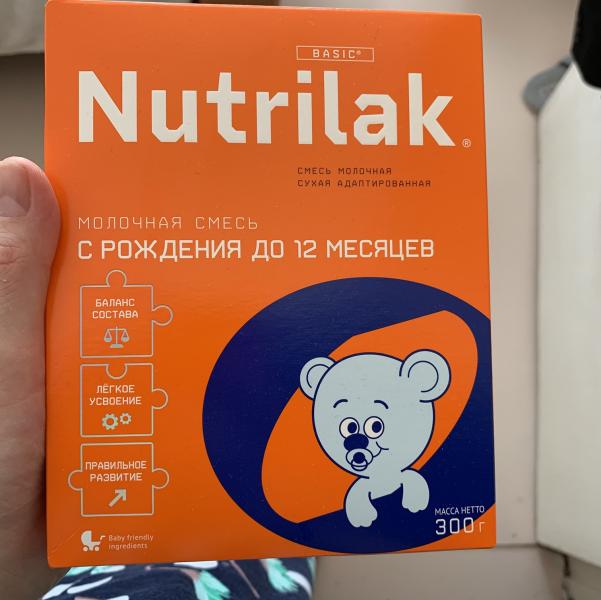 BASIC®
Nutrilak®
СМЕСЬ МОЛОЧНАЯ
СУХАЯ АДАПТИРОВАННАЯ
МОЛОЧНАЯ СМЕСЬ
С РОЖДЕНИЯ ДО 12 МЕСЯЦЕВ
БАЛАНС
СОСТАВА
ЛЁГКОЕ
УСВОЕНИЕ
ПРАВИЛЬНОЕ
РАЗВИТИЕ
Baby friendly
ingredients
МАССА НЕТТО
300 г